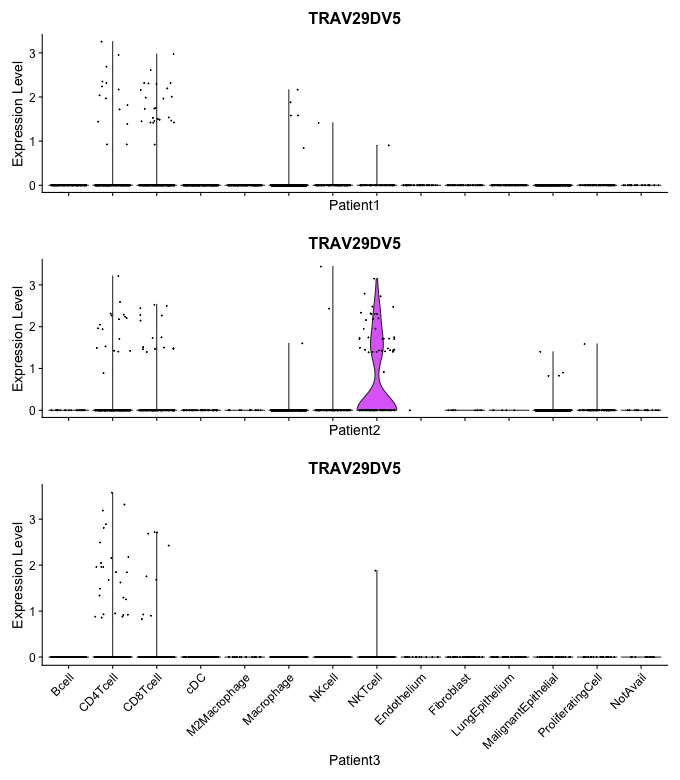 TRAV29DV5
Expression Level
3
2
1
0
Patient1
TRAV29DV5
Expression Level
3
2
1
0
Patient2
TRAV29DV5
Expression Level
3
2
1
0
Bcell
CD4Tcell
CD8Tcell
cDC
M2Macrophage
Macrophage
NKcell
NKTcell
Endothelium
Fibroblast
LungEpithelium
MalignantEpithelial
ProliferatingCell
NotAvail
Patient3